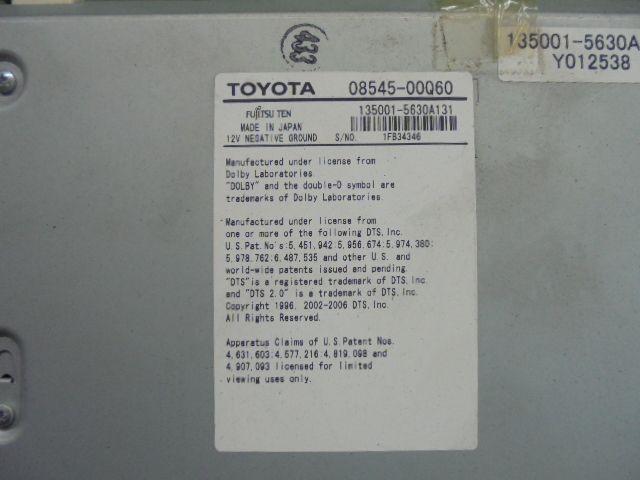 433
135001-5630A
Y012538
TOYOTA 08545-00Q60
FUJITSU TEN 135001-5630A131
MADE IN JAPAN
12V NEGATIVE GROUND S/NO. 1FB34346
Manufactured under license from
Dolby Laboratories.
"DOLBY" and the double-D symbol are
trademarks of Dolby Laboratories.
Manufactured under license from
one or more of the following DTS, Inc.
U.S.Pat.No's:5,451,942:5,956,674:5,974,380:
5,978,762:6,487,535 and other U.S. and
world-wide patents issued and pending.
"DTS"is a registered trademark of DTS, Inc.
and "DTS 2.0" is a trademark of DTS, Inc.
Copyright 1996, 2002-2006 DTS, Inc.
All Rights Reserved.
Apparatus Claims of U.S.Patent Nos.
4,631,603:4,577,216:4,819,098 and
4,907,093 licensed for limited
viewing uses only.